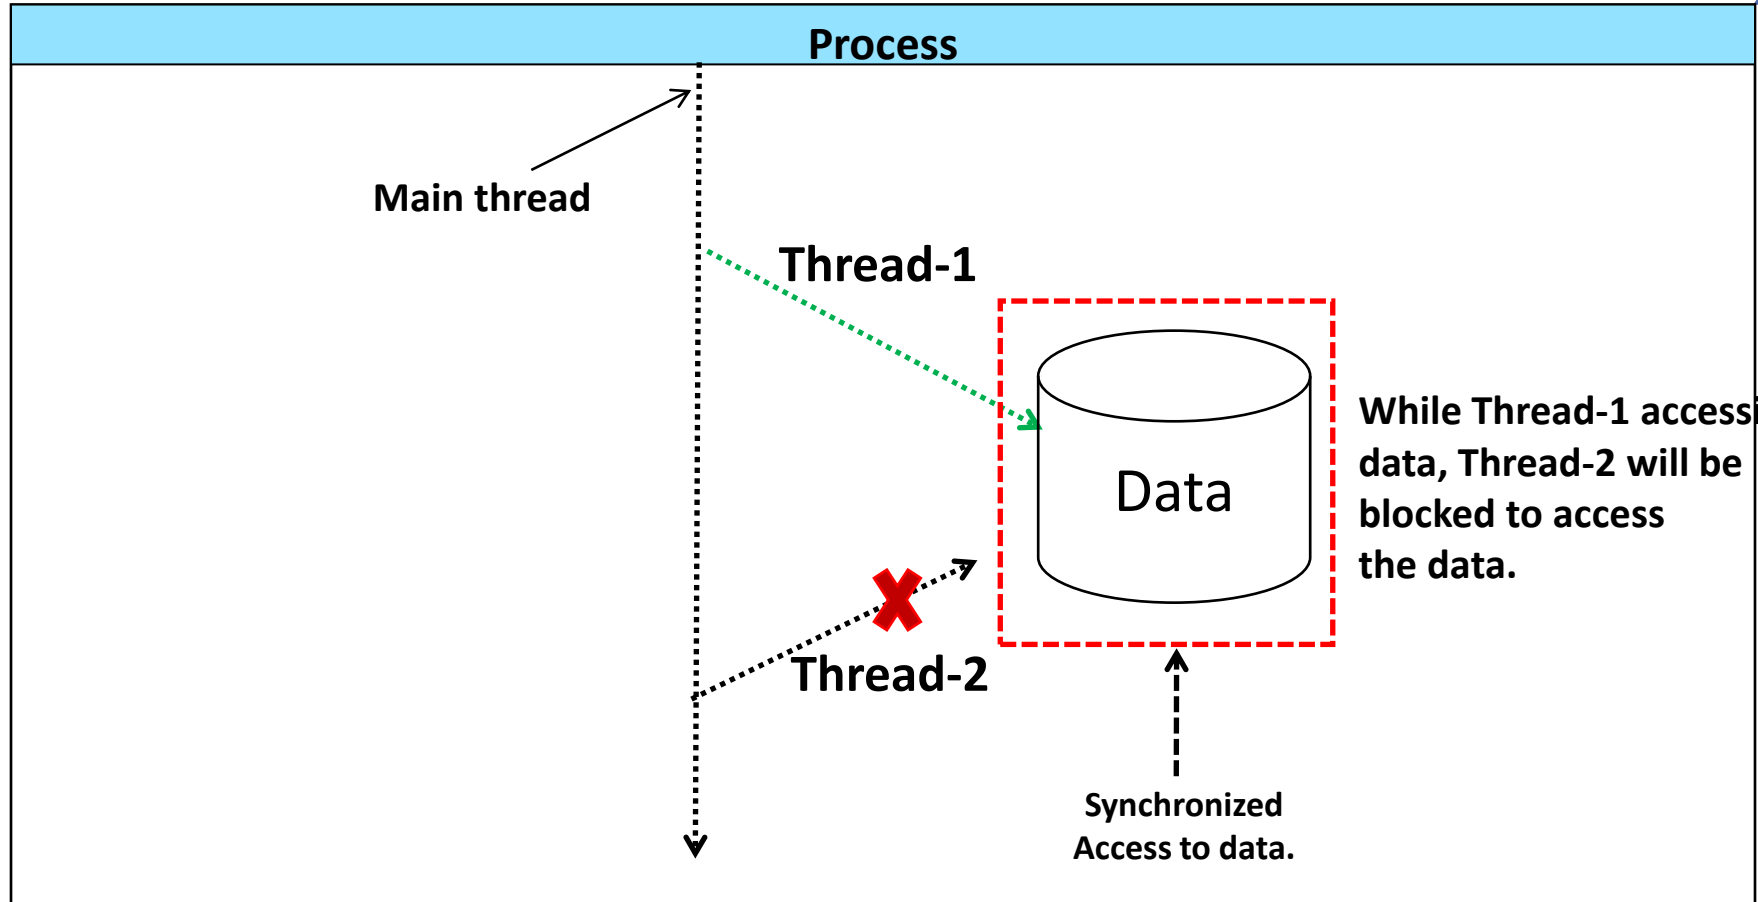 Process
Main thread
Thread-1
Data
While Thread-1 accessi
data, Thread-2 will be
blocked to access
the data.
Thread-2
Synchronized
Access to data.